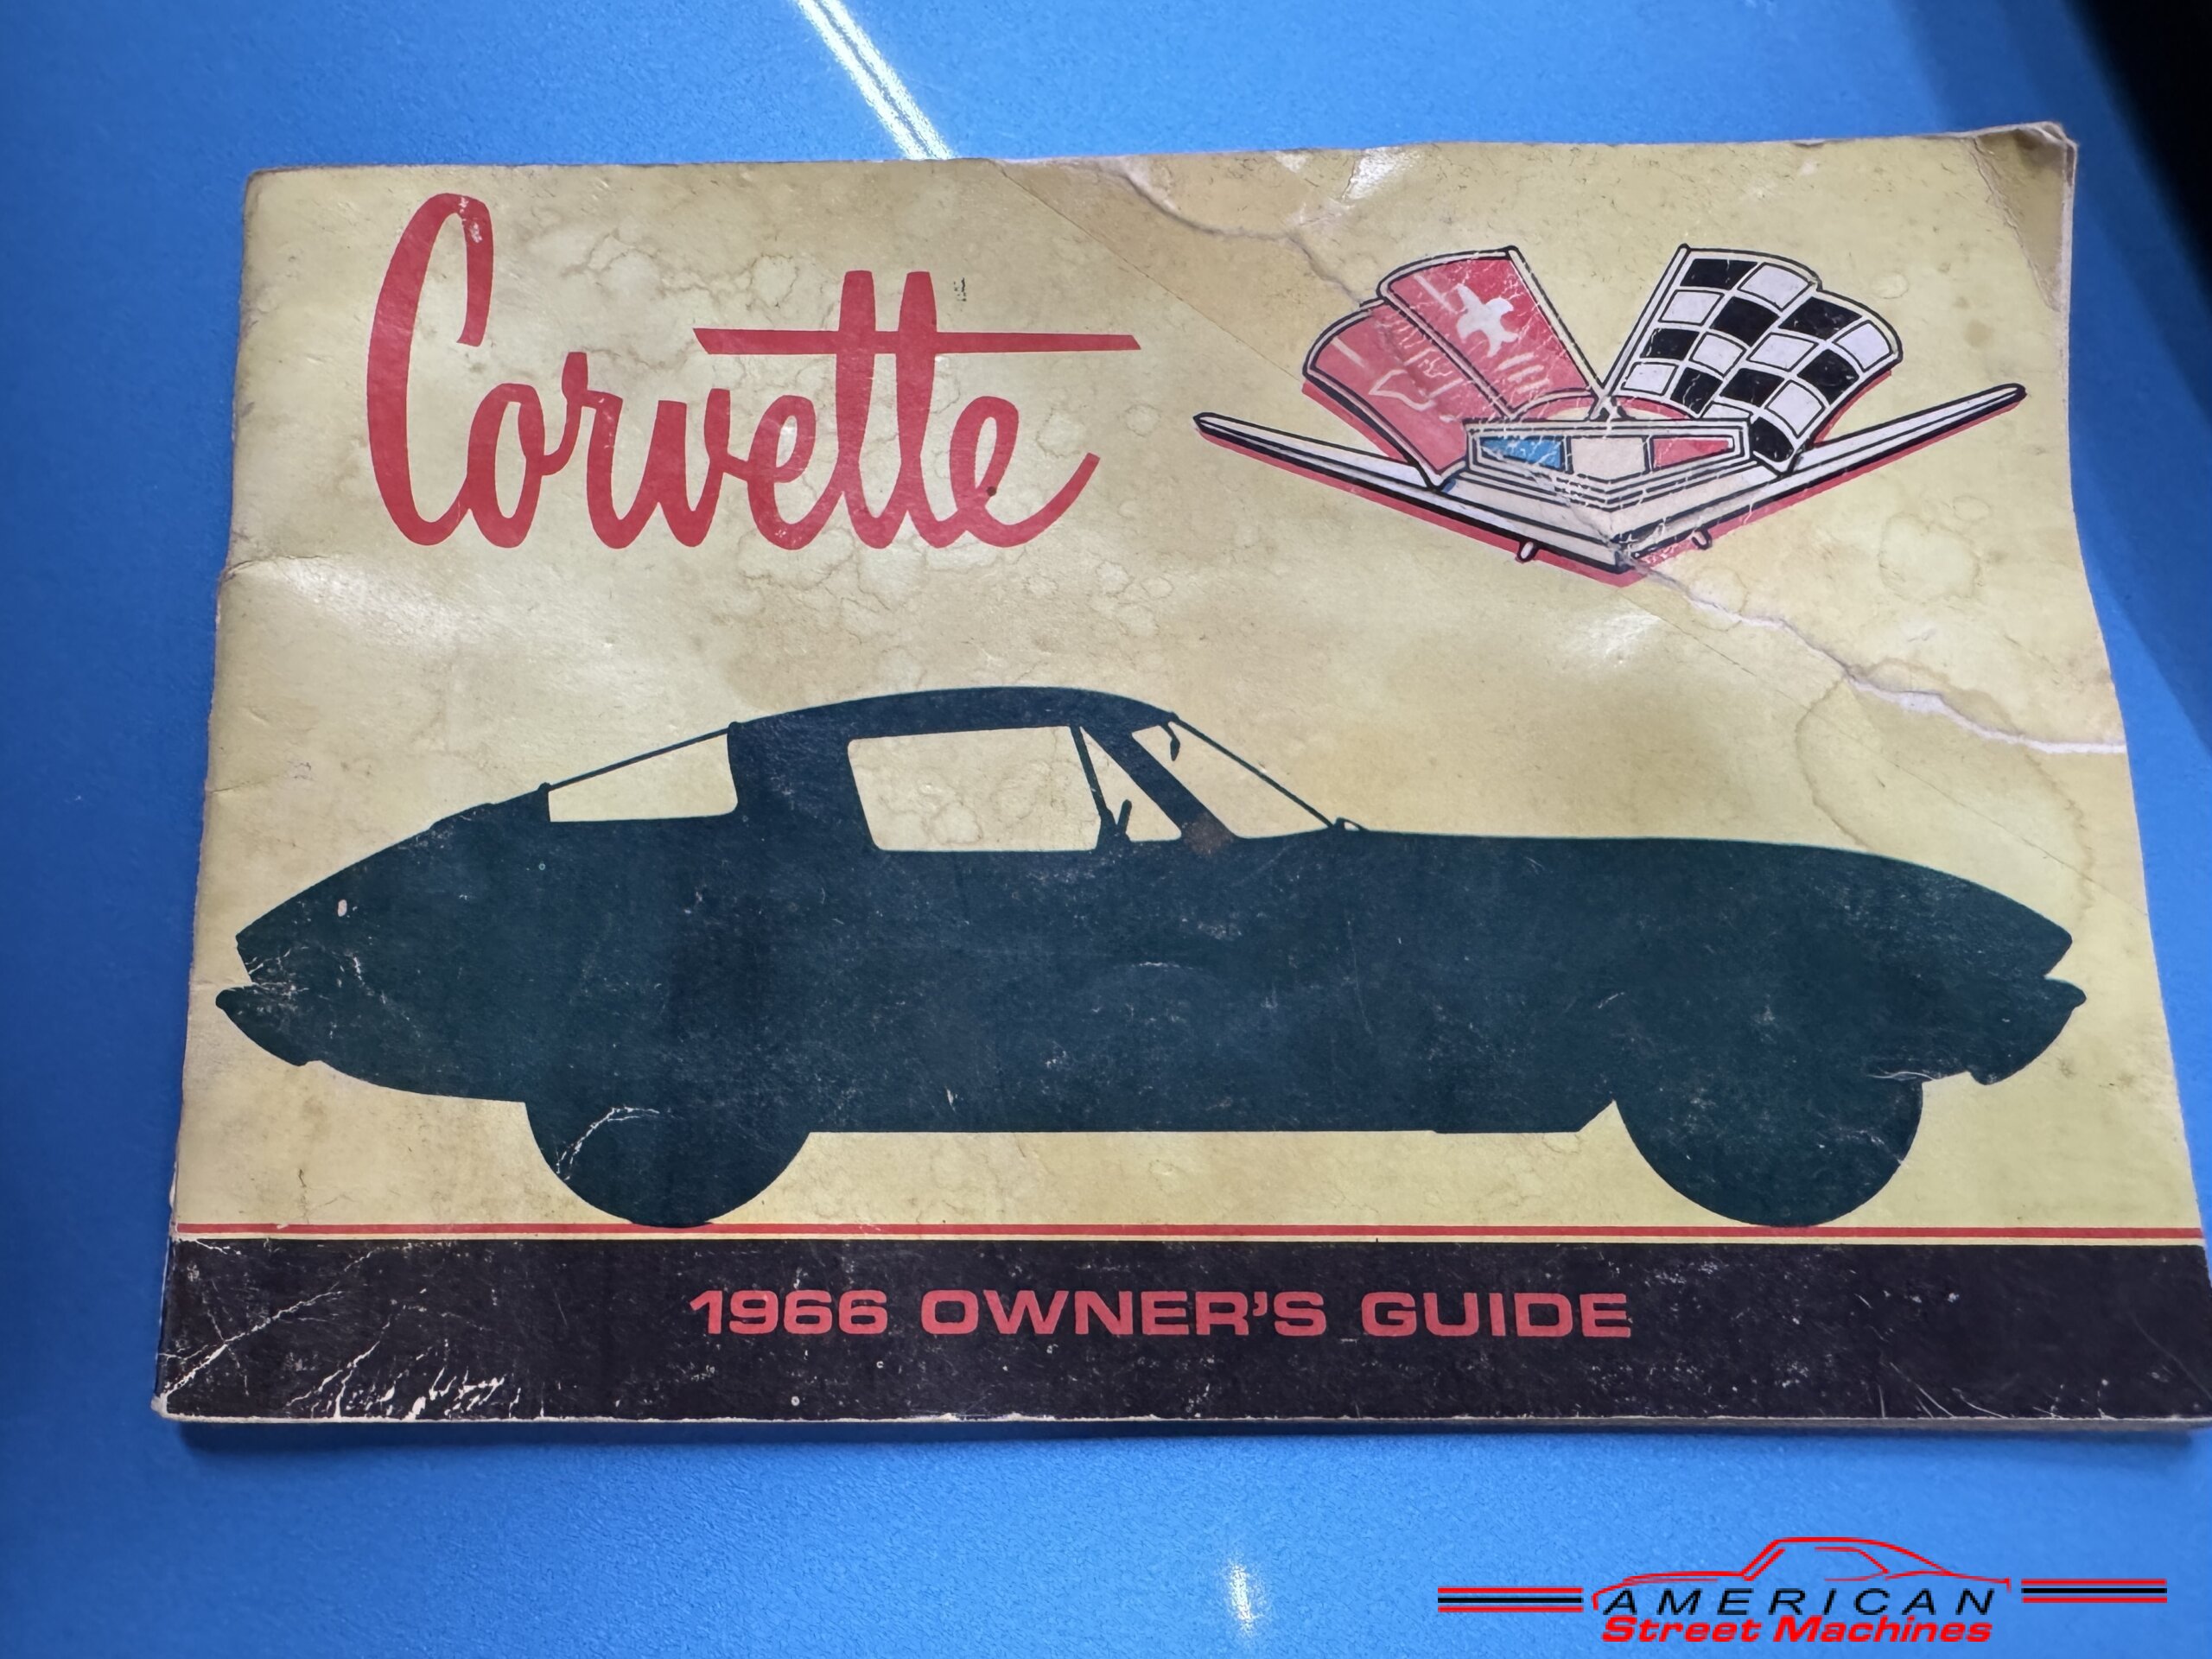 Corvette
1966 OWNER'S GUIDE
AMERICAN
Street Machines